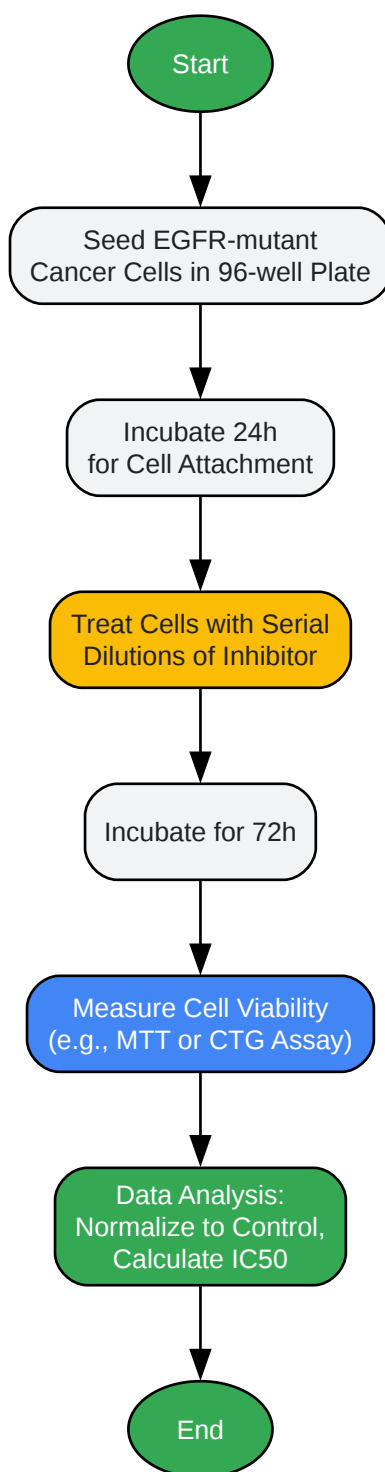 Start
Seed EGFR-mutant
Cancer Cells in 96-well Plate
Incubate 24h
for Cell Attachment
Treat Cells with Serial
Dilutions of Inhibitor
Incubate for 72h
Measure Cell Viability
(e.g., MTT or CTG Assay)
Data Analysis:
Normalize to Control,
Calculate IC50
End